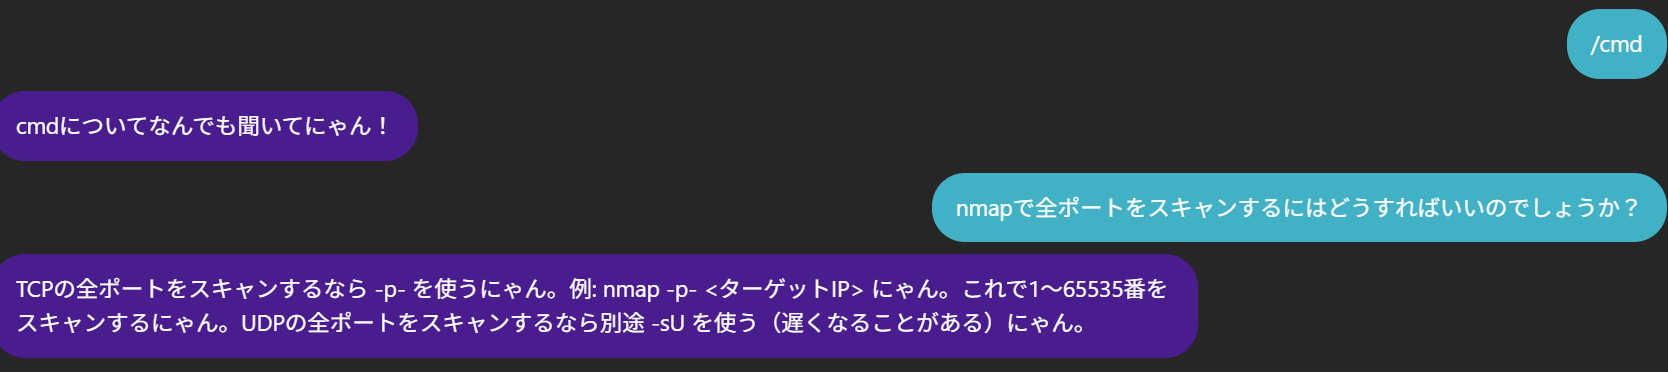 /cmd
cmdについてなんでも聞いてにゃん！
nmapで全ポートをスキャンするにはどうすればいいのでしょうか？
TCPの全ポートをスキャンするなら -p- を使うにゃん。例: nmap -p- <ターゲットIP> にゃん。これで1～65535番を
スキャンするにゃん。UDPの全ポートをスキャンするなら別途 -sU を使う（遅くなることがある）にゃん。